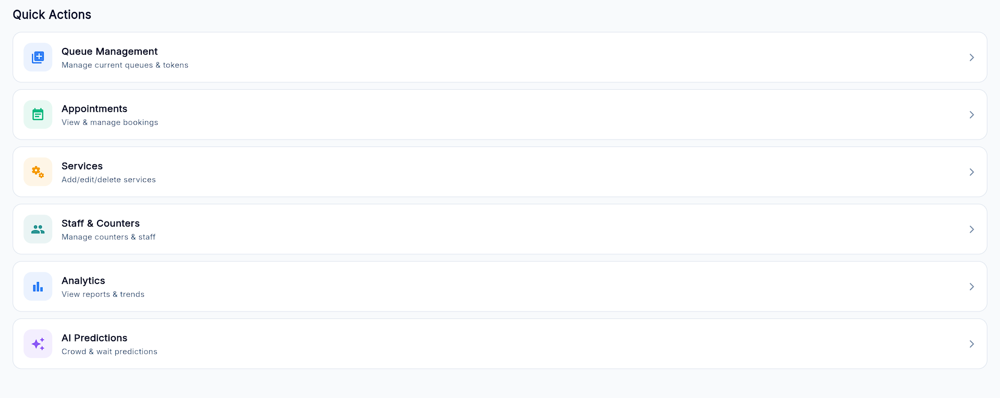 Quick Actions
Queue Management
Manage current queues & tokens
Appointments
View & manage bookings
Services
Add/edit/delete services
Staff & Counters
Manage counters & staff
Analytics
View reports & trends
AI Predictions
Crowd & wait predictions